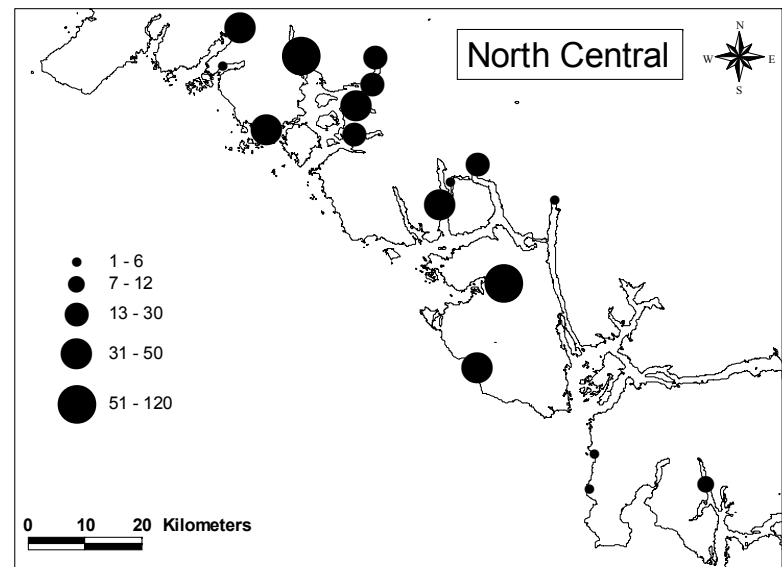 North Central
N
W E
S
1 - 6
7 - 12
13 - 30
31 - 50
51 - 120
0 10 20 Kilometers